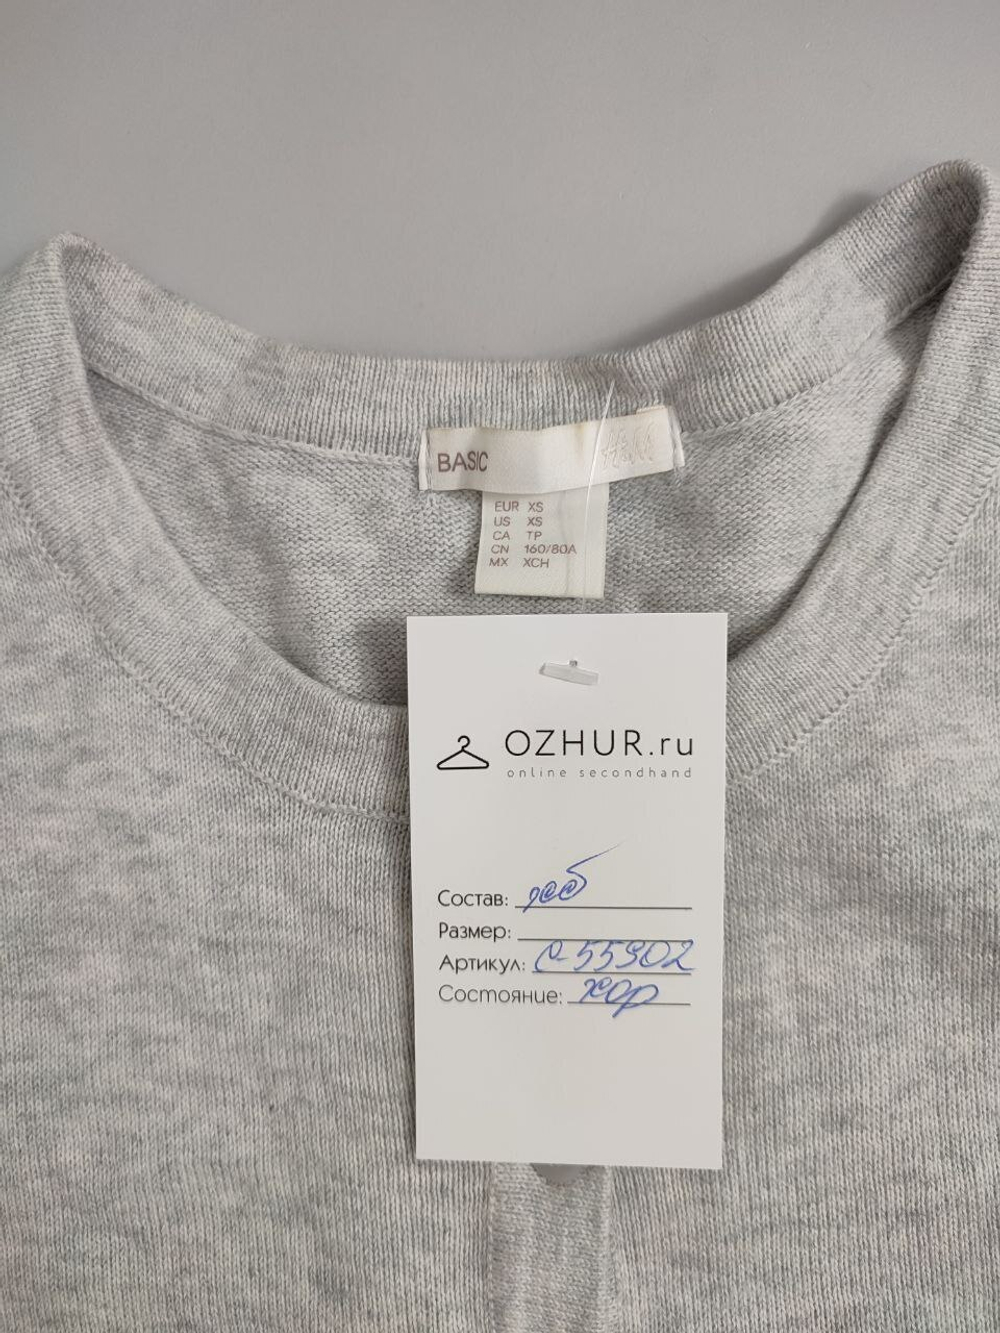 BASIC H&M
EUR XS
US XS
CA TP
CN 160/80A
MX XCH
OZHUR.ru
online secondhand
Состав:
Размер:
Артикул: С-55902
Состояние: хор